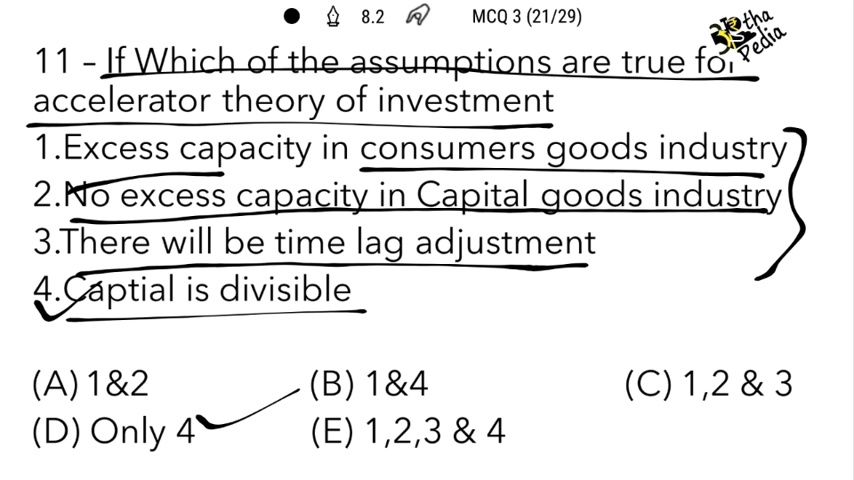 8.2 MCQ 3 (21/29)
₹tha
Pedia
11 – If Which of the assumptions are true for
accelerator theory of investment
1.Excess capacity in consumers goods industry
2.No excess capacity in Capital goods industry
3.There will be time lag adjustment
4.Captial is divisible
(A) 1&2 (B) 1&4 (C) 1,2 & 3
(D) Only 4 (E) 1,2,3 & 4